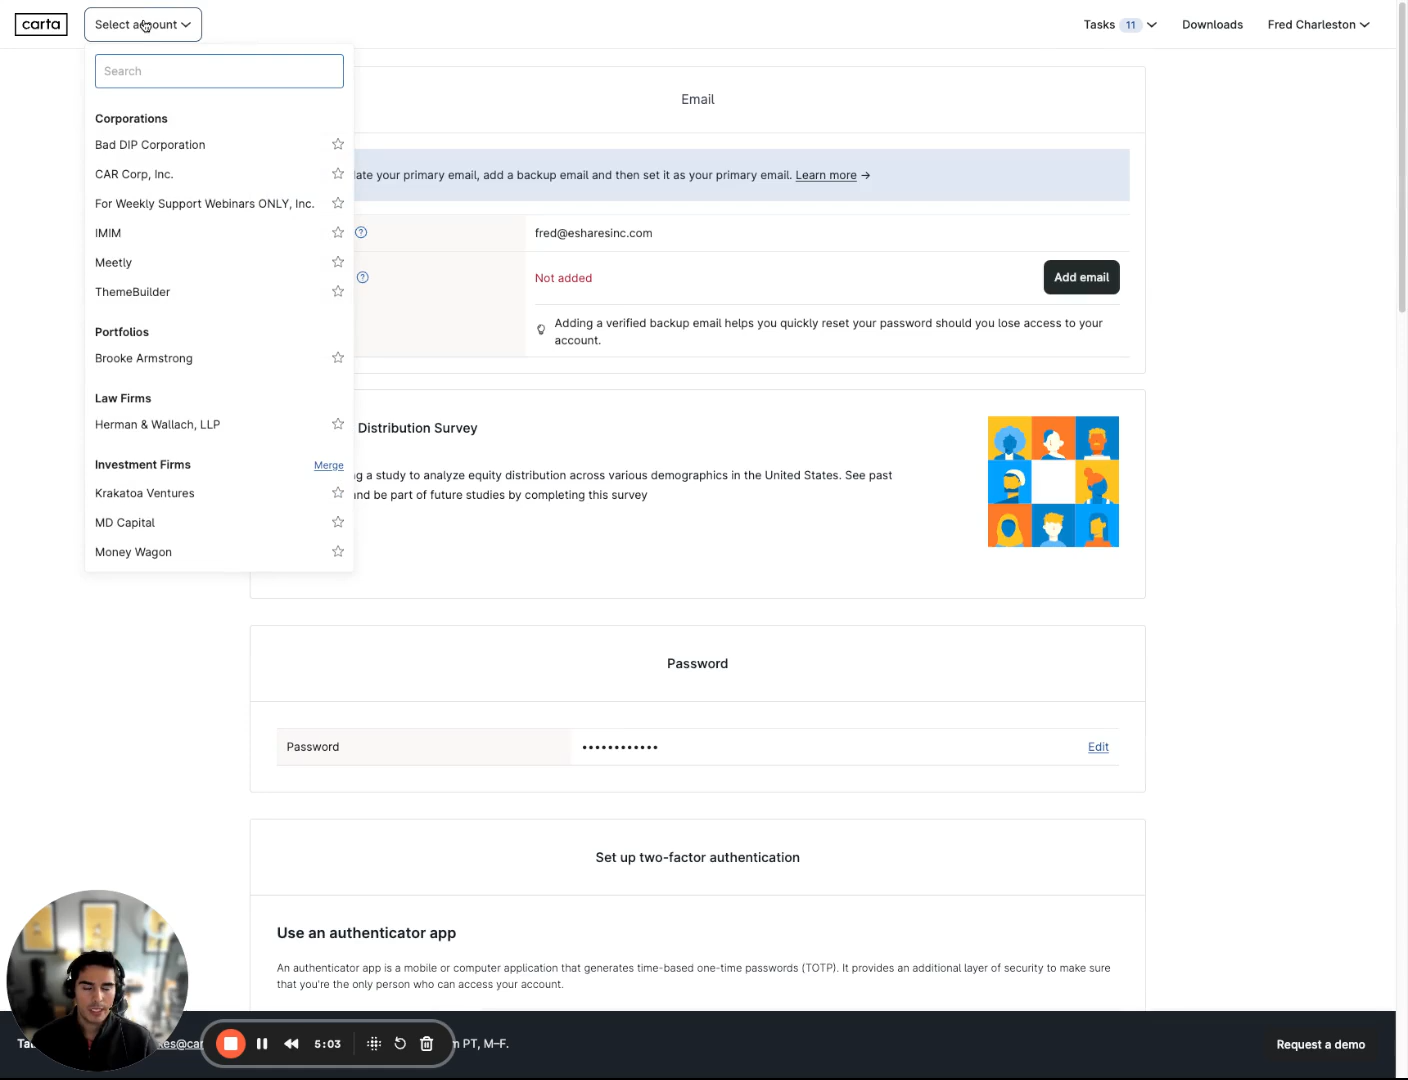 carta
Select account
Tasks 11
Downloads
Fred Charleston
Search
Corporations
Bad DIP Corporation
CAR Corp, Inc.
For Weekly Support Webinars ONLY, Inc.
IMIM
Meetly
ThemeBuilder
Portfolios
Brooke Armstrong
Law Firms
Herman & Wallach, LLP
Investment Firms
Merge
Krakatoa Ventures
MD Capital
Money Wagon
Email
your primary email, add a backup email and then set it as your primary email. Learn more →
fred@esharesinc.com
Not added
Add email
Adding a verified backup email helps you quickly reset your password should you lose access to your
account.
Distribution Survey
a study to analyze equity distribution across various demographics in the United States. See past
and be part of future studies by completing this survey
Password
Password
••••••••••••
Edit
Set up two-factor authentication
Use an authenticator app
An authenticator app is a mobile or computer application that generates time-based one-time passwords (TOTP). It provides an additional layer of security to make sure
that you're the only person who can access your account.
5:03
PT, M–F.
Request a demo